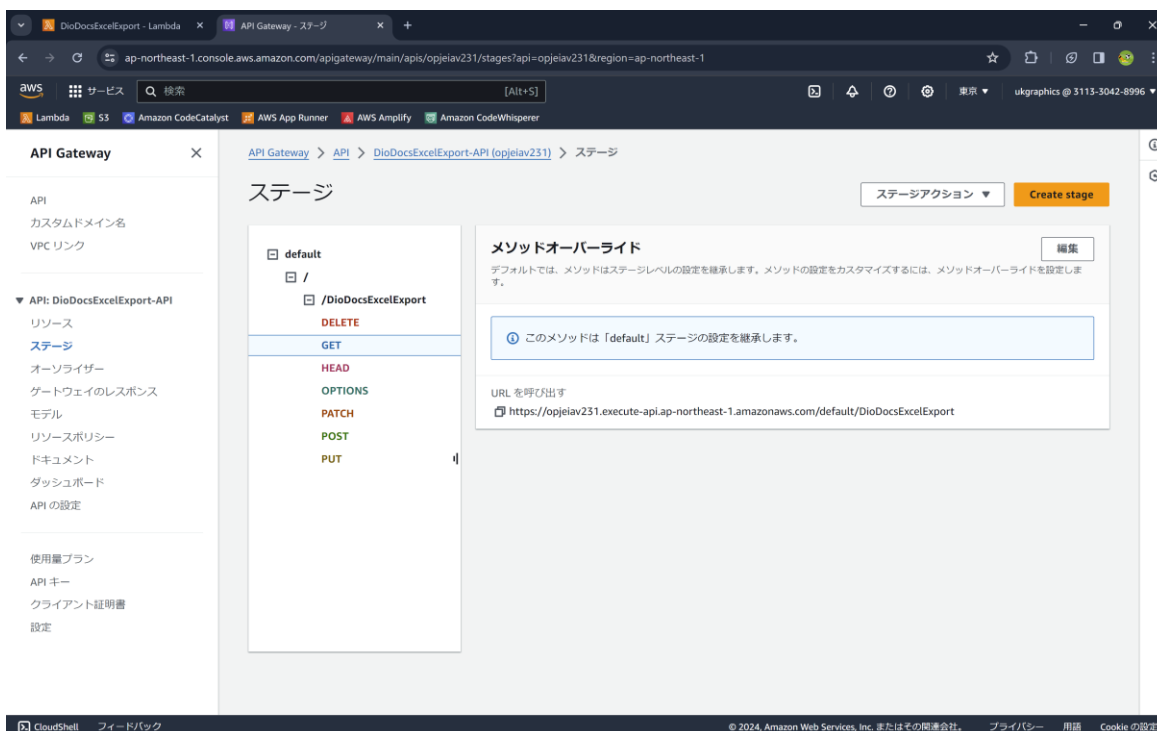 DioDocsExcelExport - Lambda
API Gateway - ステージ
ap-northeast-1.console.aws.amazon.com/apigateway/main/apis/opjeiav231/stages?api=opjeiav231&region=ap-northeast-1
aws サービス 検索 [Alt+S] 東京 ▼ ukgraphics @ 3113-3042-8996 ▼
Lambda S3 Amazon CodeCatalyst AWS App Runner AWS Amplify Amazon CodeWhisperer
API Gateway
API
カスタムドメイン名
VPC リンク
▼ API: DioDocsExcelExport-API
リソース
ステージ
オーソライザー
ゲートウェイのレスポンス
モデル
リソースポリシー
ドキュメント
ダッシュボード
API の設定
使用量プラン
API キー
クライアント証明書
設定
API Gateway > API > DioDocsExcelExport-API (opjeiav231) > ステージ
ステージ
ステージアクション ▼
Create stage
default
/
/DioDocsExcelExport
DELETE
GET
HEAD
OPTIONS
PATCH
POST
PUT
メソッドオーバーライド
編集
デフォルトでは、メソッドはステージレベルの設定を継承します。メソッドの設定をカスタマイズするには、メソッドオーバーライドを設定しま
す。
このメソッドは「default」ステージの設定を継承します。
URL を呼び出す
https://opjeiav231.execute-api.ap-northeast-1.amazonaws.com/default/DioDocsExcelExport
CloudShell フィードバック © 2024, Amazon Web Services, Inc. またはその関連会社。 プライバシー 用語 Cookie の設定